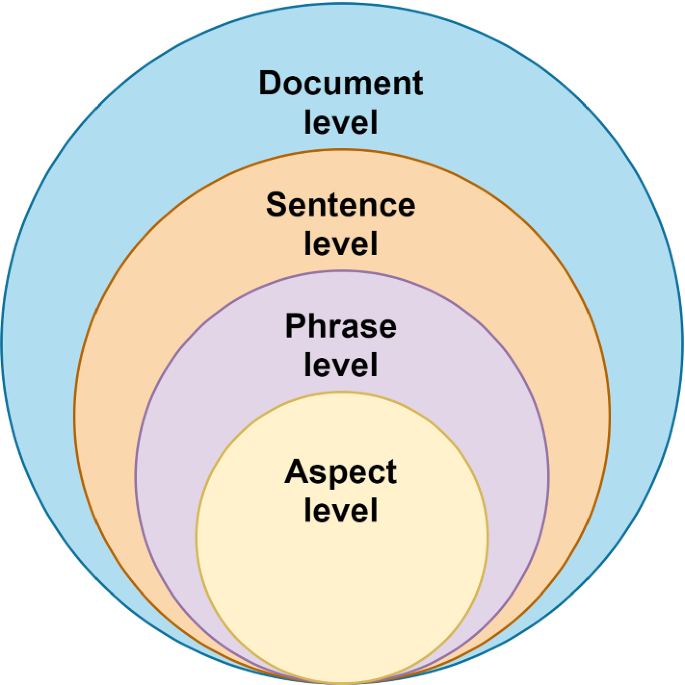 Document
level
Sentence
level
Phrase
level
Aspect
level